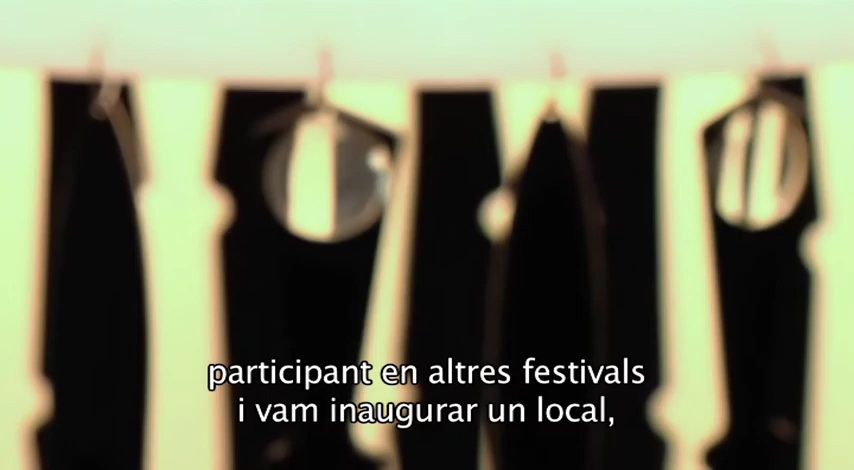 participant en altres festivals
i vam inaugurar un local,